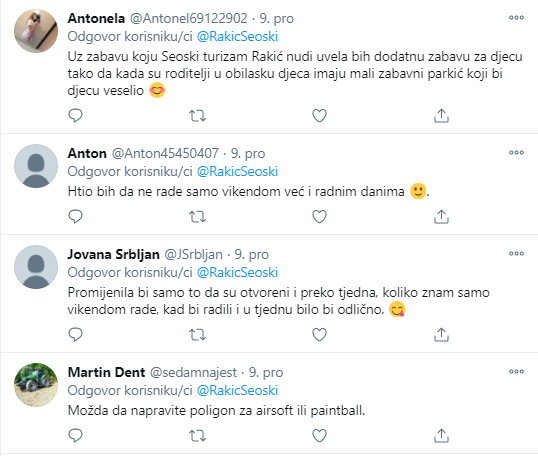 Antonela @Antonel69122902 · 9. pro
Odgovor korisniku/ci @RakicSeoski
Uz zabavu koju Seoski turizam Rakić nudi uvela bih dodatnu zabavu za djecu
tako da kada su roditelji u obilasku djeca imaju mali zabavni parkić koji bi
djecu veselio 😊
Anton @Anton45450407 · 9. pro
Odgovor korisniku/ci @RakicSeoski
Htio bih da ne rade samo vikendom već i radnim danima 🙂.
Jovana Srbljan @JSrbljan · 9. pro
Odgovor korisniku/ci @RakicSeoski
Promijenila bi samo to da su otvoreni i preko tjedna, koliko znam samo
vikendom rade, kad bi radili i u tjednu bilo bi odlično. 😋
Martin Dent @sedamnajest · 9. pro
Odgovor korisniku/ci @RakicSeoski
Možda da napravite poligon za airsoft ili paintball.